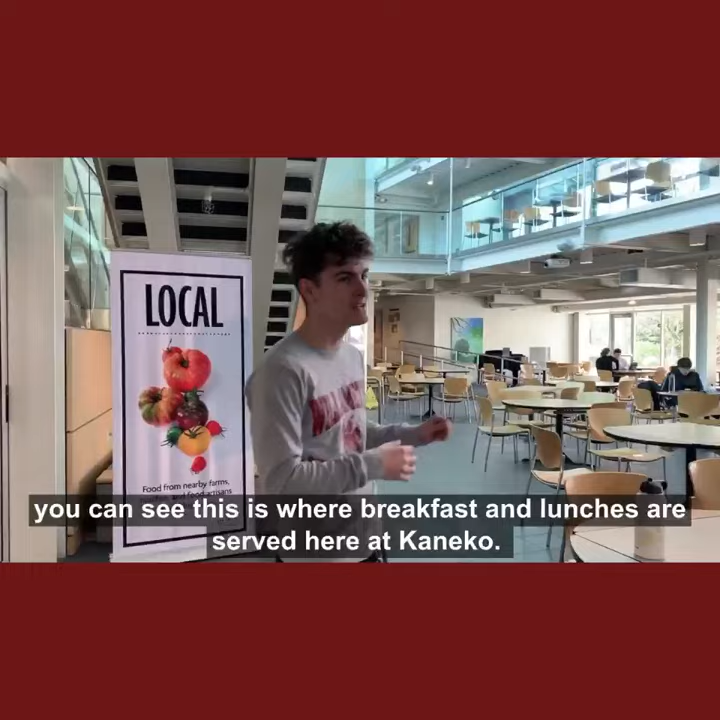 LOCAL
Food from nearby farms,
artisans
you can see this is where breakfast and lunches are
served here at Kaneko.